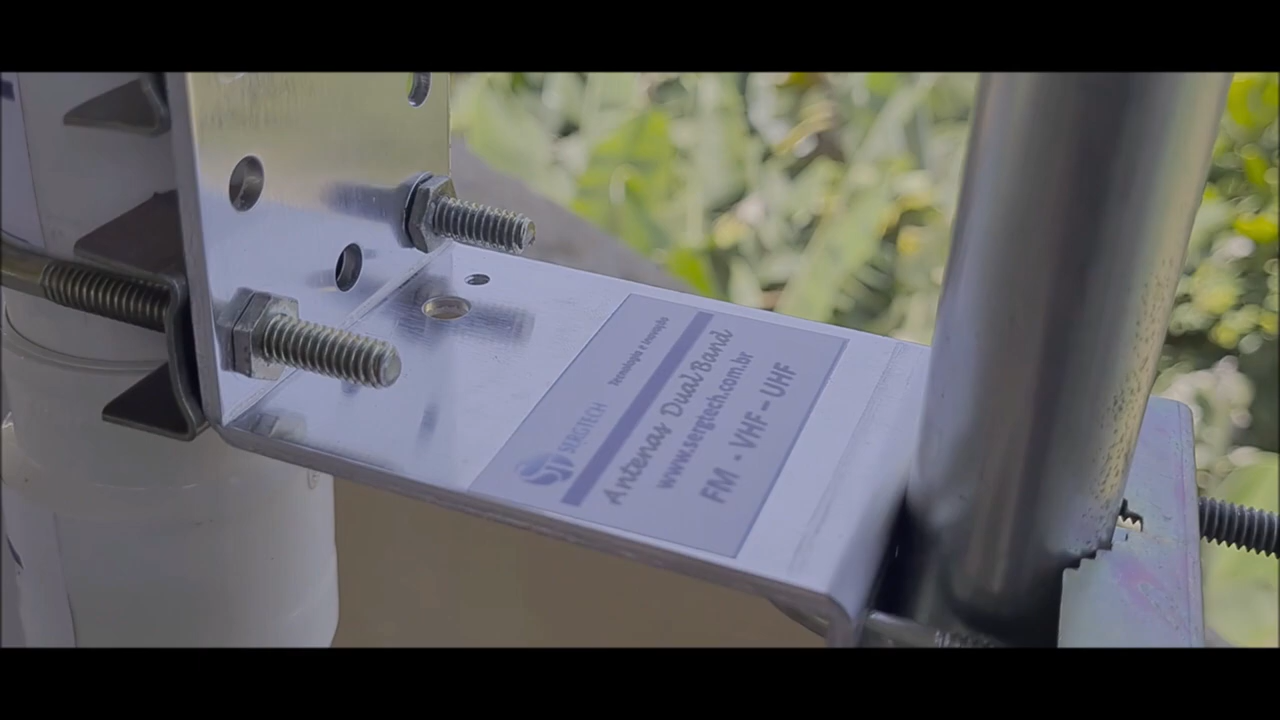 SERGTECH
Tecnologia e Inovação
Antenas Dual Band
www.sergtech.com.br
FM - VHF - UHF